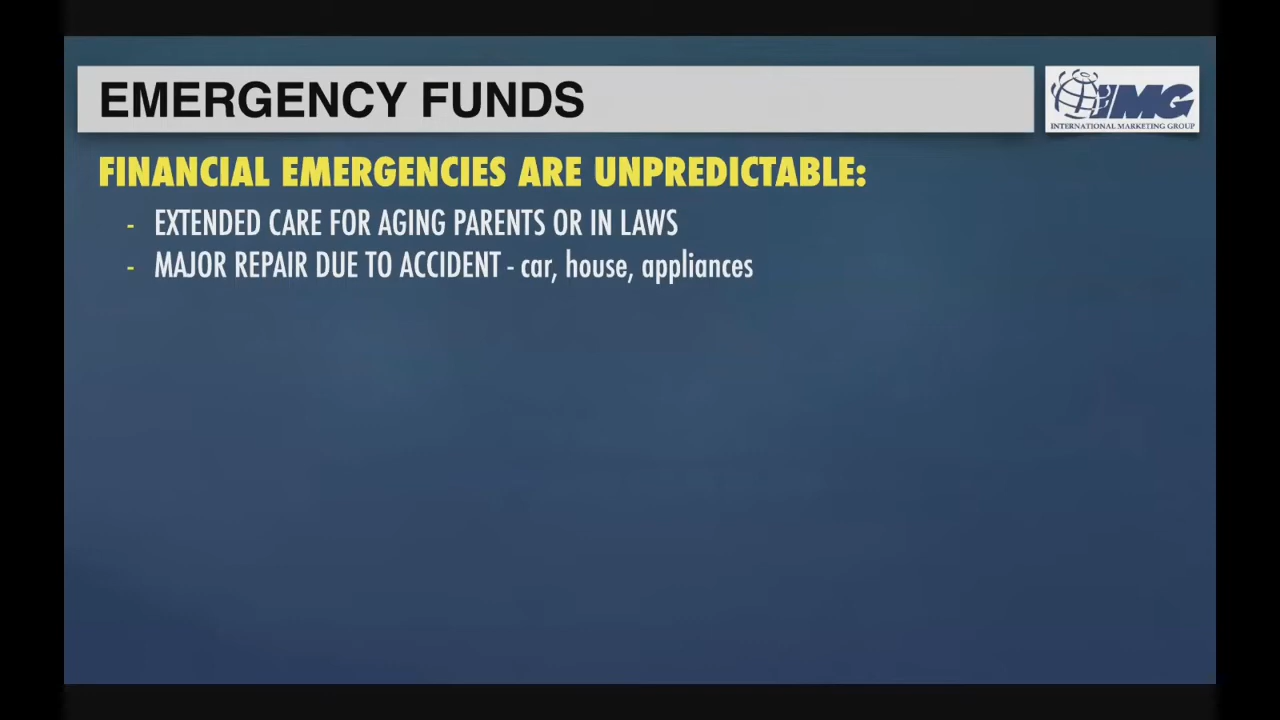 EMERGENCY FUNDS
IMG
INTERNATIONAL MARKETING GROUP
FINANCIAL EMERGENCIES ARE UNPREDICTABLE:
- EXTENDED CARE FOR AGING PARENTS OR IN LAWS
- MAJOR REPAIR DUE TO ACCIDENT - car, house, appliances